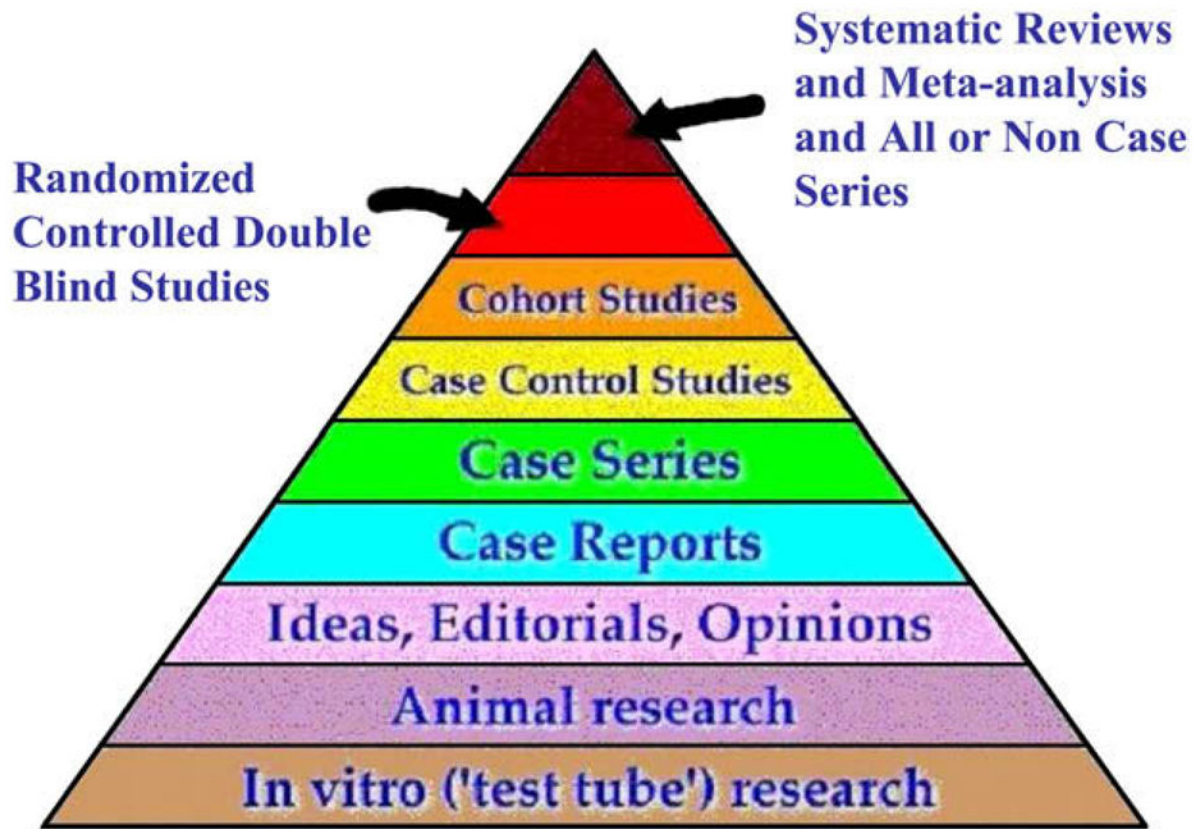 Systematic Reviews
and Meta-analysis
and All or Non Case
Series
Randomized
Controlled Double
Blind Studies
Cohort Studies
Case Control Studies
Case Series
Case Reports
Ideas, Editorials, Opinions
Animal research
In vitro ('test tube') research